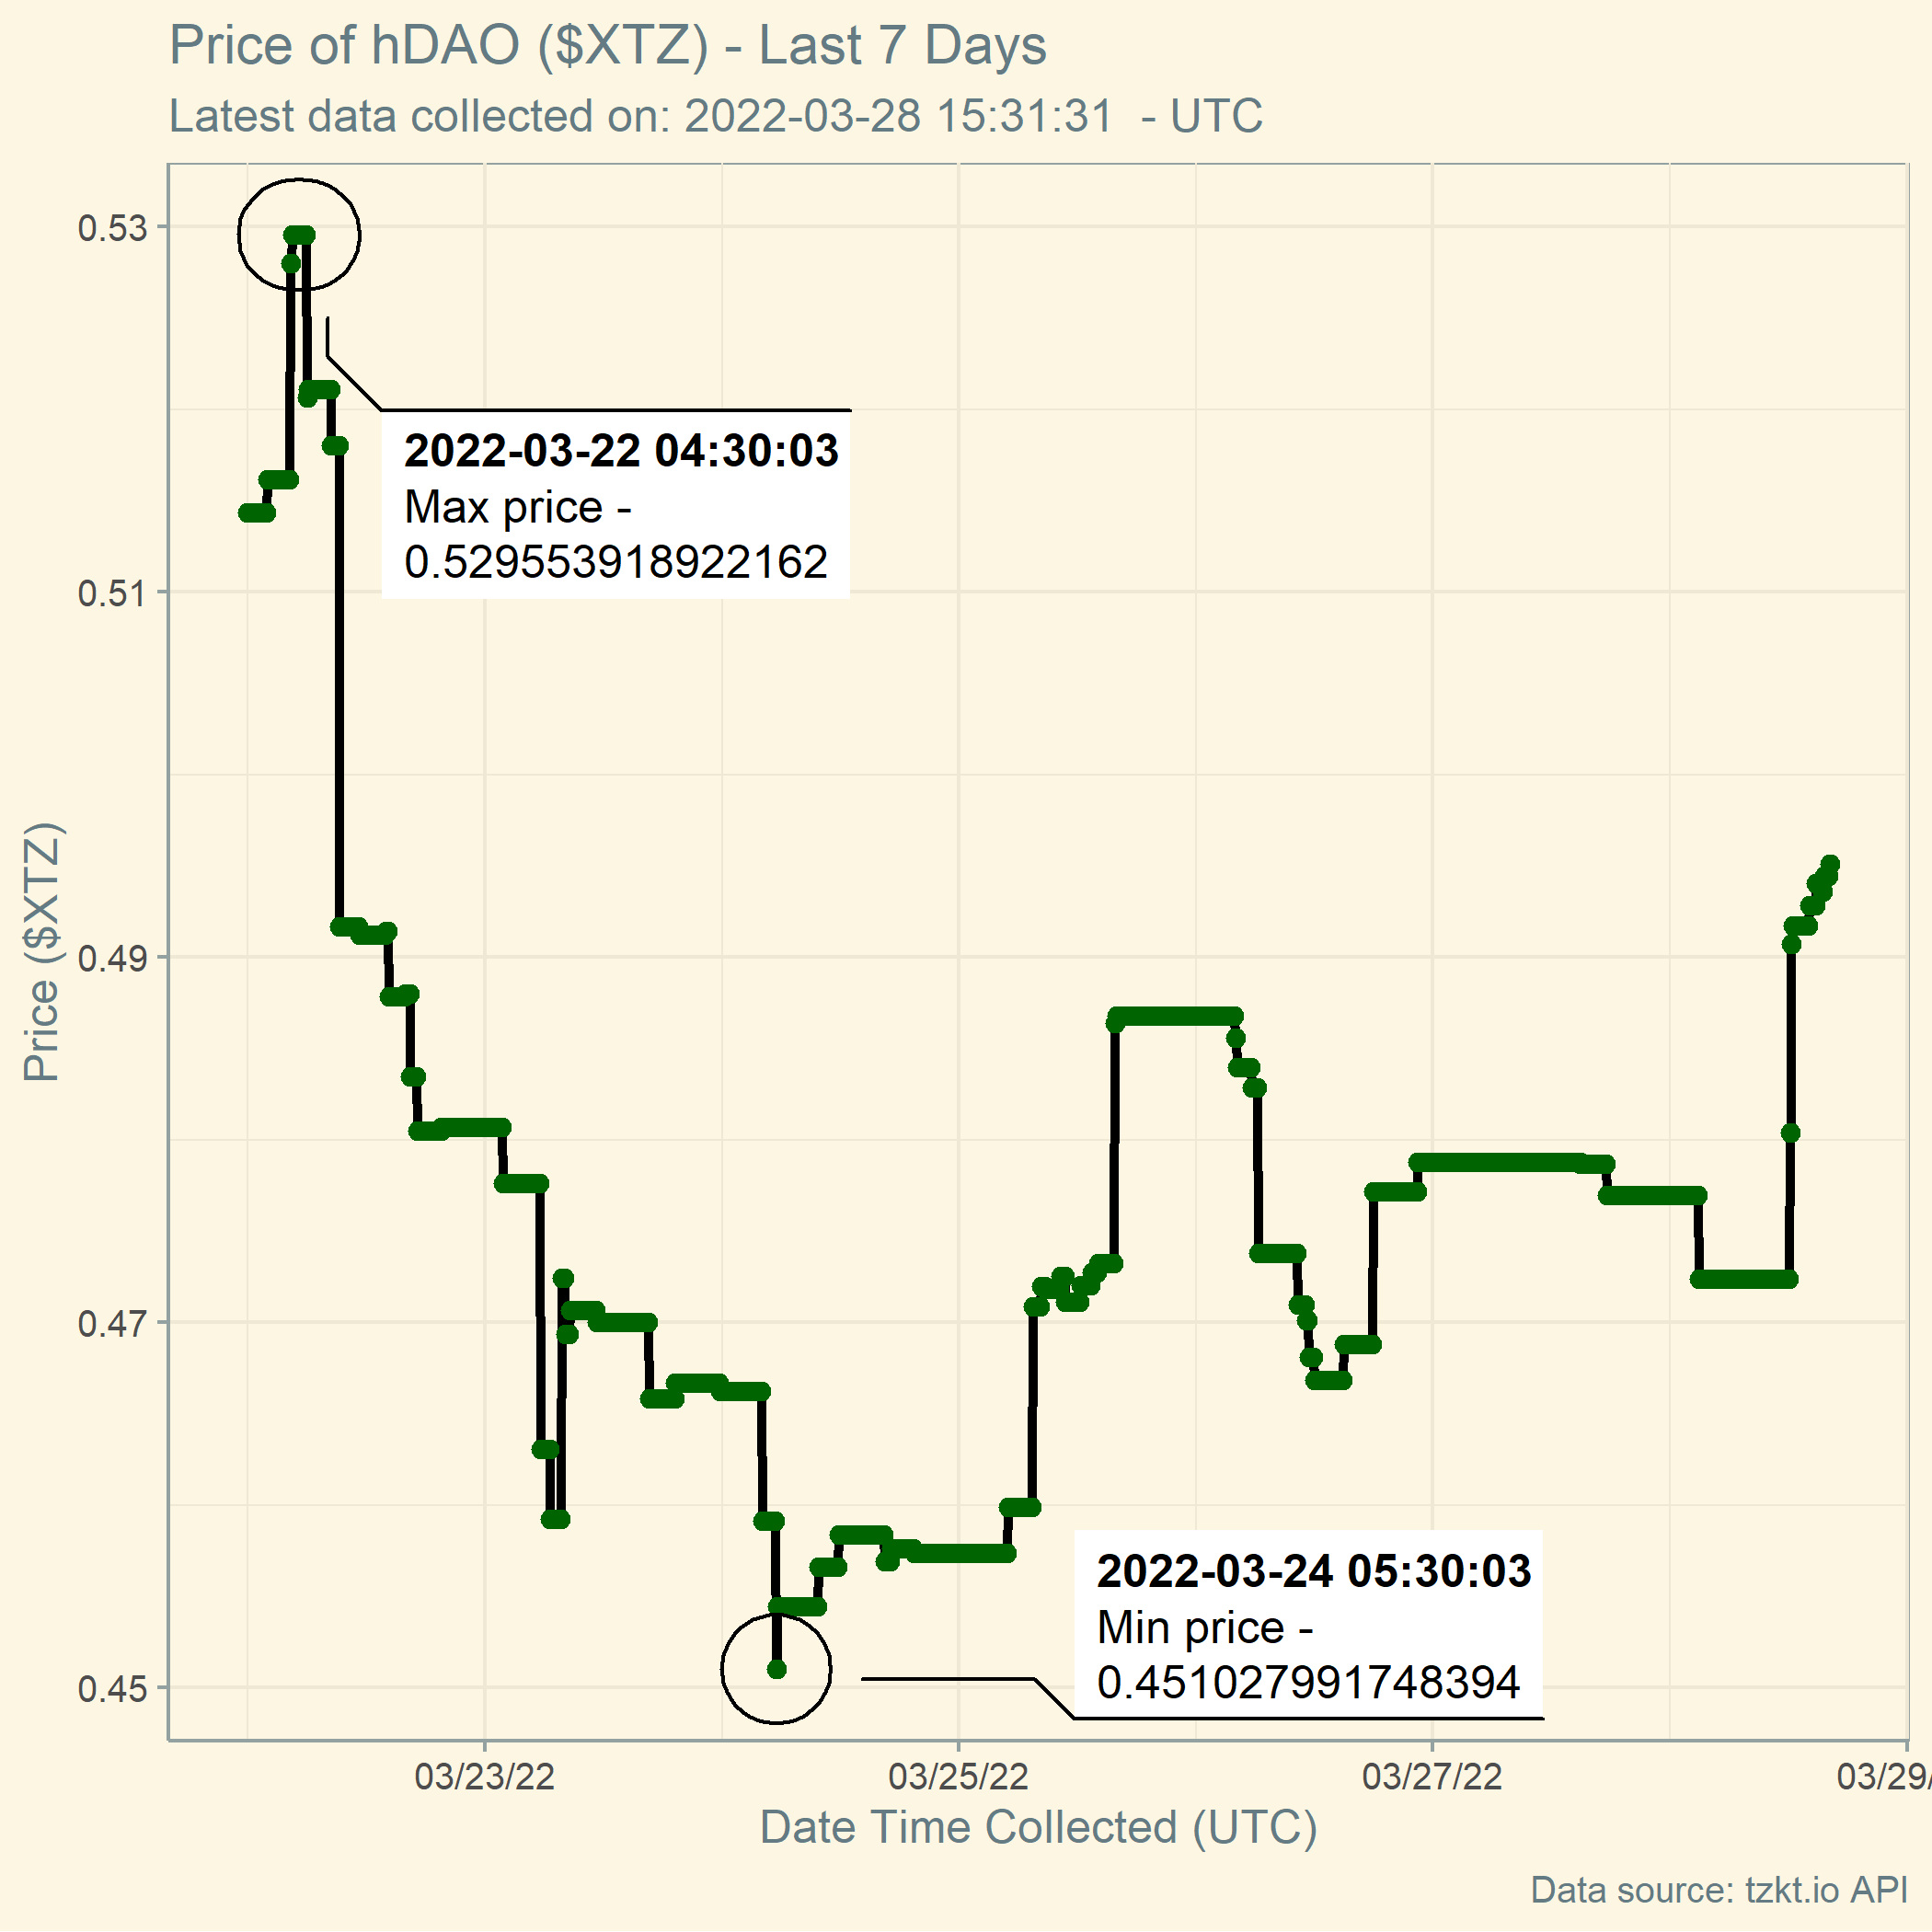 Price of hDAO ($XTZ) - Last 7 Days
Latest data collected on: 2022-03-28 15:31:31 - UTC
0.53
0.51
0.49
0.47
0.45
Price ($XTZ)
2022-03-22 04:30:03
Max price -
0.529553918922162
2022-03-24 05:30:03
Min price -
0.451027991748394
03/23/22
03/25/22
03/27/22
03/29/
Date Time Collected (UTC)
Data source: tzkt.io API